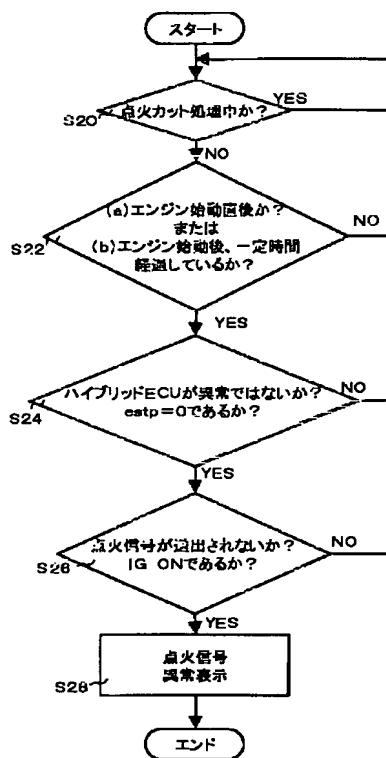 スタート
点火カット処理中か?
YES
S20
NO
(a)エンジン始動直後か?
または
(b)エンジン始動後、一定時間
経過しているか?
NO
S22
YES
ハイブリッドECUが異常ではないか?
estp=0であるか?
NO
S24
YES
点火信号が送出されないか?
IG ONであるか?
NO
S26
YES
点火信号
異常表示
S28
エンド